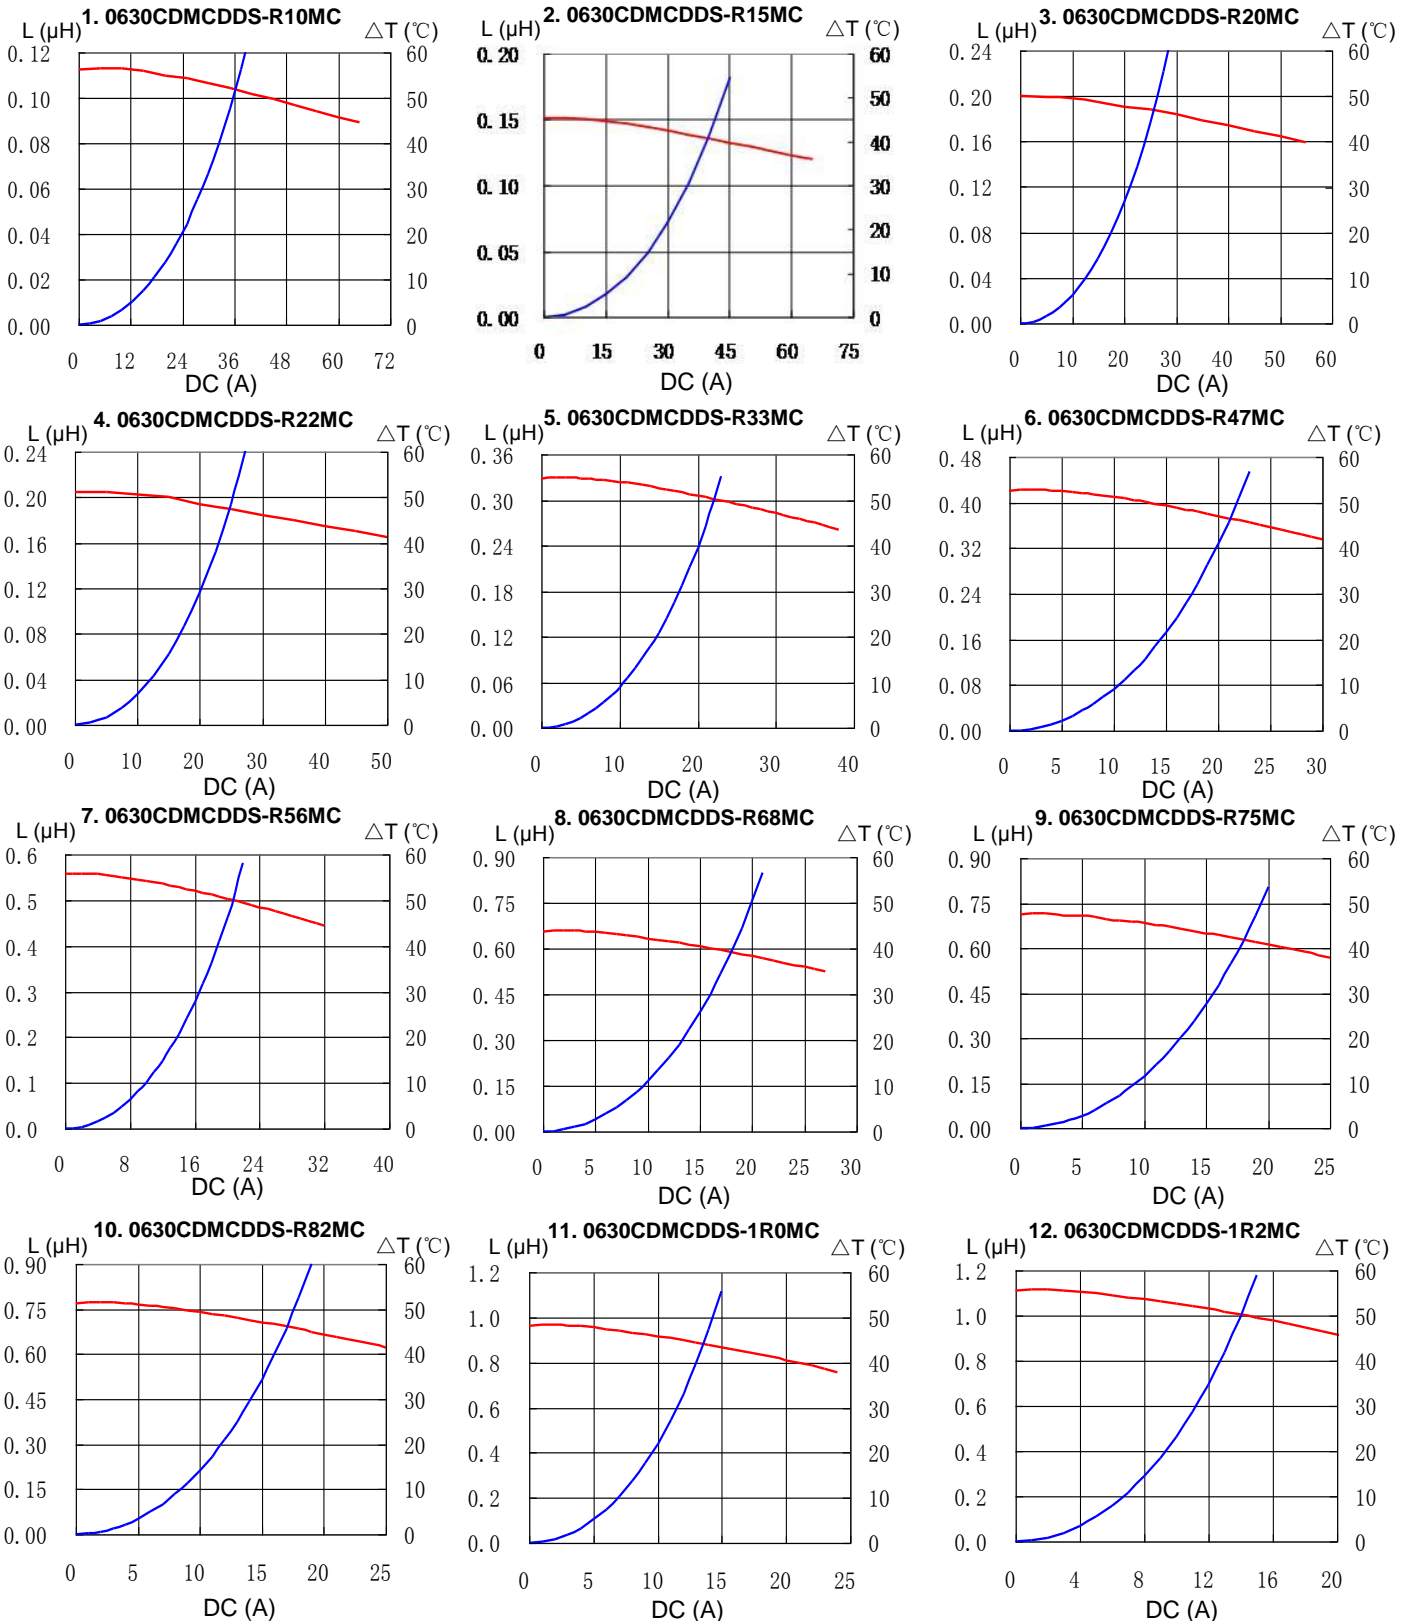 1. 0630CDMCDDS-R10MC
L (µH)
△T (℃)
0.12
0.10
0.08
0.06
0.04
0.02
0.00
60
50
40
30
20
10
0
0 12 24 36 48 60 72
DC (A)
2. 0630CDMCDDS-R15MC
L (µH)
△T (℃)
0.20
0.15
0.10
0.05
0.00
60
50
40
30
20
10
0
0 15 30 45 60 75
DC (A)
3. 0630CDMCDDS-R20MC
L (µH)
△T (℃)
0.24
0.20
0.16
0.12
0.08
0.04
0.00
60
50
40
30
20
10
0
0 10 20 30 40 50 60
DC (A)
4. 0630CDMCDDS-R22MC
L (µH)
△T (℃)
0.24
0.20
0.16
0.12
0.08
0.04
0.00
60
50
40
30
20
10
0
0 10 20 30 40 50
DC (A)
5. 0630CDMCDDS-R33MC
L (µH)
△T (℃)
0.36
0.30
0.24
0.18
0.12
0.06
0.00
60
50
40
30
20
10
0
0 10 20 30 40
DC (A)
6. 0630CDMCDDS-R47MC
L (µH)
△T (℃)
0.48
0.40
0.32
0.24
0.16
0.08
0.00
60
50
40
30
20
10
0
0 5 10 15 20 25 30
DC (A)
7. 0630CDMCDDS-R56MC
L (µH)
△T (℃)
0.6
0.5
0.4
0.3
0.2
0.1
0.0
60
50
40
30
20
10
0
0 8 16 24 32 40
DC (A)
8. 0630CDMCDDS-R68MC
L (µH)
△T (℃)
0.90
0.75
0.60
0.45
0.30
0.15
0.00
60
50
40
30
20
10
0
0 5 10 15 20 25 30
DC (A)
9. 0630CDMCDDS-R75MC
L (µH)
△T (℃)
0.90
0.75
0.60
0.45
0.30
0.15
0.00
60
50
40
30
20
10
0
0 5 10 15 20 25
DC (A)
10. 0630CDMCDDS-R82MC
L (µH)
△T (℃)
0.90
0.75
0.60
0.45
0.30
0.15
0.00
60
50
40
30
20
10
0
0 5 10 15 20 25
DC (A)
11. 0630CDMCDDS-1R0MC
L (µH)
△T (℃)
1.2
1.0
0.8
0.6
0.4
0.2
0.0
60
50
40
30
20
10
0
0 5 10 15 20 25
DC (A)
12. 0630CDMCDDS-1R2MC
L (µH)
△T (℃)
1.2
1.0
0.8
0.6
0.4
0.2
0.0
60
50
40
30
20
10
0
0 4 8 12 16 20
DC (A)